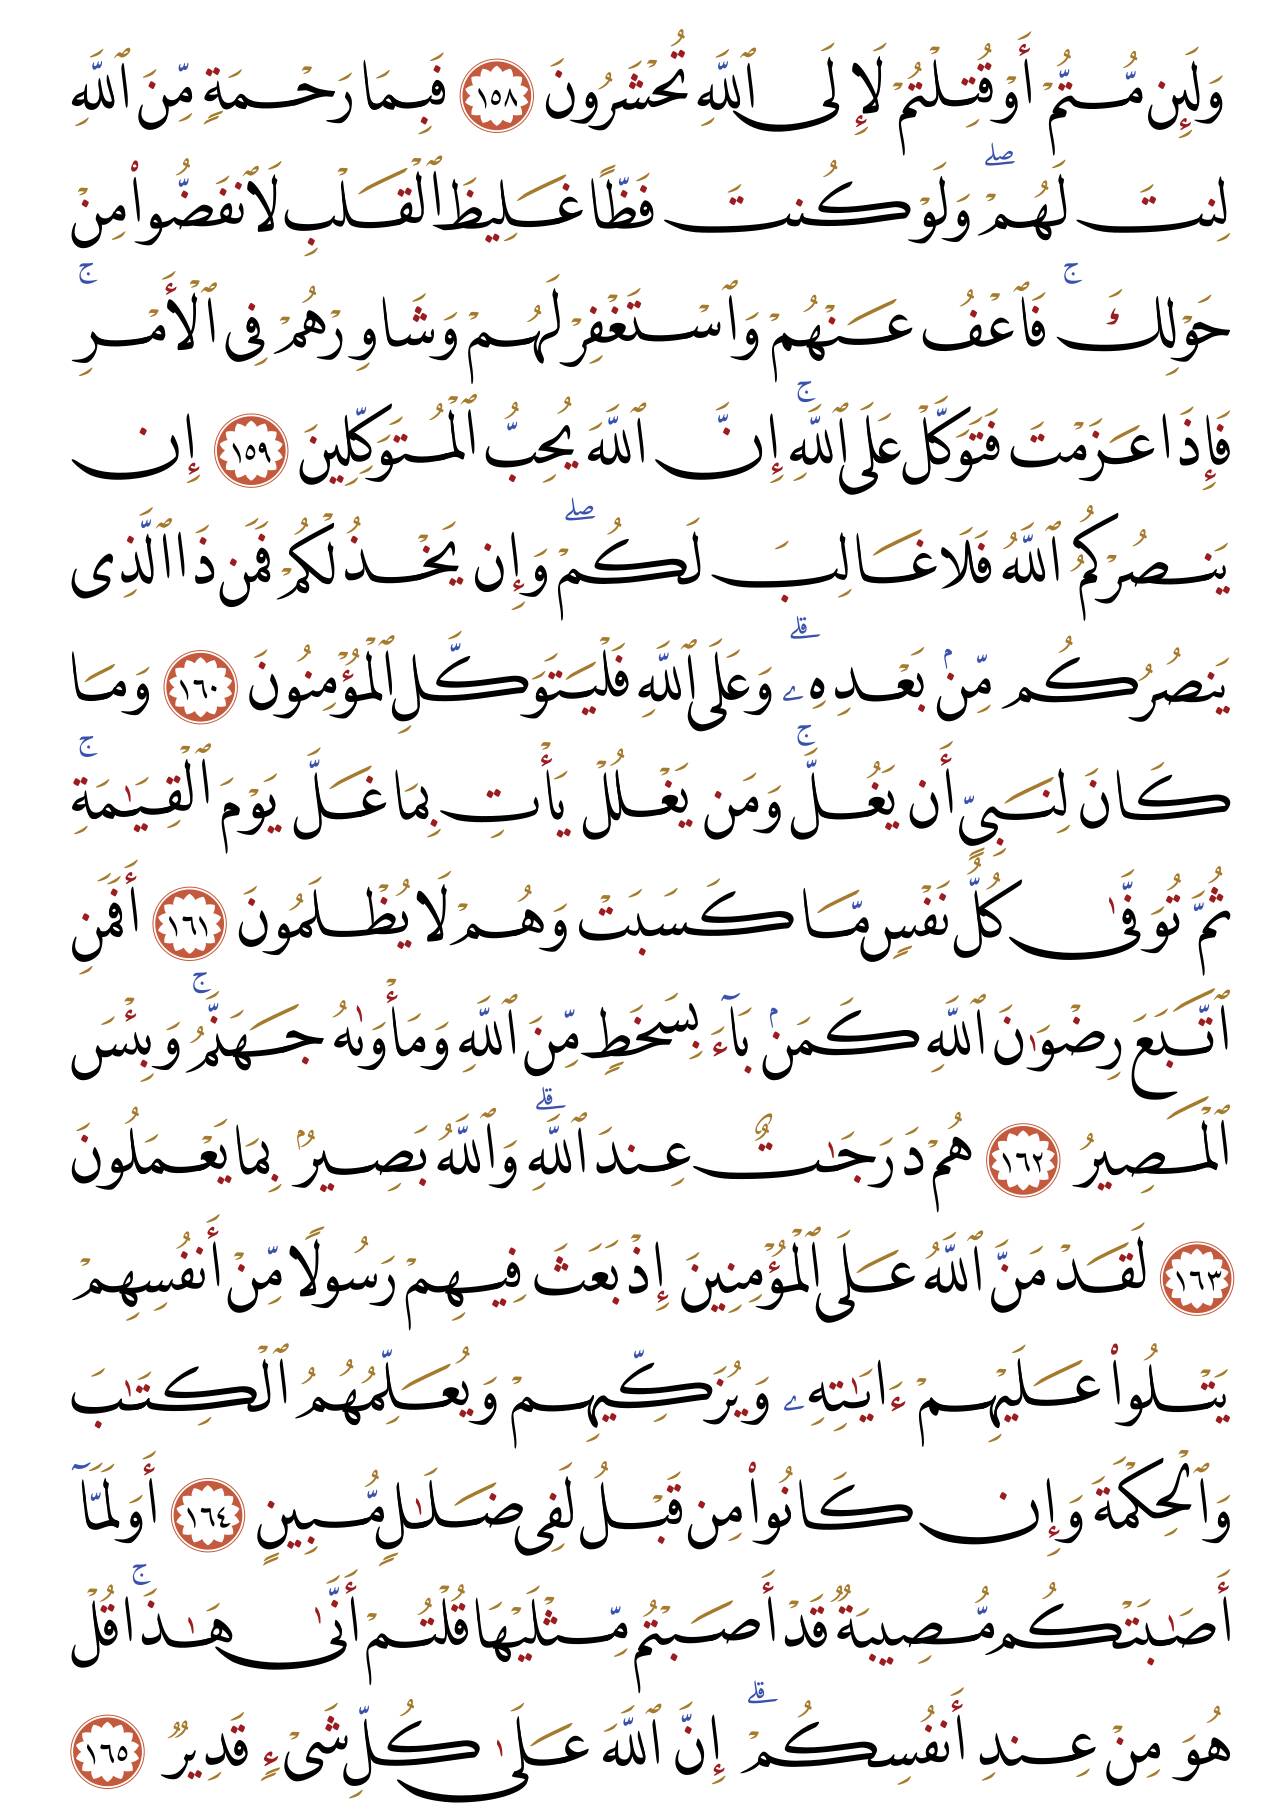 وَلَئِن مُّتُّمْ أَوْ قُتِلْتُمْ لَإِلَى ٱللَّهِ تُحْشَرُونَ ١٥٨ فَبِمَا رَحْمَةٍ مِّنَ ٱللَّهِ
لِنتَ لَهُمْ ۖ وَلَوْ كُنتَ فَظًّا غَلِيظَ ٱلْقَلْبِ لَٱنفَضُّوا۟ مِنْ
حَوْلِكَ ۖۚ فَٱعْفُ عَنْهُمْ وَٱسْتَغْفِرْ لَهُمْ وَشَاوِرْهُمْ فِى ٱلْأَمْرِ ۚ
فَإِذَا عَزَمْتَ فَتَوَكَّلْ عَلَى ٱللَّهِ ۚ إِنَّ ٱللَّهَ يُحِبُّ ٱلْمُتَوَكِّلِينَ ١٥٩ إِن
يَنصُرْكُمُ ٱللَّهُ فَلَا غَالِبَ لَكُمْ ۖ وَإِن يَخْذُلْكُمْ فَمَن ذَا ٱلَّذِى
يَنصُرُكُم مِّنۢ بَعْدِهِۦ ۗ وَعَلَى ٱللَّهِ فَلْيَتَوَكَّلِ ٱلْمُؤْمِنُونَ ١٦٠ وَمَا
كَانَ لِنَبِىٍّ أَن يَغُلَّ ۚ وَمَن يَغْلُلْ يَأْتِ بِمَا غَلَّ يَوْمَ ٱلْقِيَـٰمَةِ ۚ
ثُمَّ تُوَفَّىٰ كُلُّ نَفْسٍ مَّا كَسَبَتْ وَهُمْ لَا يُظْلَمُونَ ١٦١ أَفَمَنِ
ٱتَّبَعَ رِضْوَٰنَ ٱللَّهِ كَمَنۢ بَآءَ بِسَخَطٍ مِّنَ ٱللَّهِ وَمَأْوَىٰهُ جَهَنَّمُ ۚ وَبِئْسَ
ٱلْمَصِيرُ ١٦٢ هُمْ دَرَجَـٰتٌ عِندَ ٱللَّهِ ۗ وَٱللَّهُ بَصِيرٌۢ بِمَا يَعْمَلُونَ
١٦٣ لَقَدْ مَنَّ ٱللَّهُ عَلَى ٱلْمُؤْمِنِينَ إِذْ بَعَثَ فِيهِمْ رَسُولًا مِّنْ أَنفُسِهِمْ
يَتْلُوا۟ عَلَيْهِمْ ءَايَـٰتِهِۦ وَيُزَكِّيهِمْ وَيُعَلِّمُهُمُ ٱلْكِتَـٰبَ
وَٱلْحِكْمَةَ وَإِن كَانُوا۟ مِن قَبْلُ لَفِى ضَلَـٰلٍ مُّبِينٍ ١٦٤ أَوَلَمَّآ
أَصَـٰبَتْكُم مُّصِيبَةٌ قَدْ أَصَبْتُم مِّثْلَيْهَا قُلْتُمْ أَنَّىٰ هَـٰذَا ۖۚ قُلْ
هُوَ مِنْ عِندِ أَنفُسِكُمْ ۗ إِنَّ ٱللَّهَ عَلَىٰ كُلِّ شَىْءٍ قَدِيرٌ ١٦٥